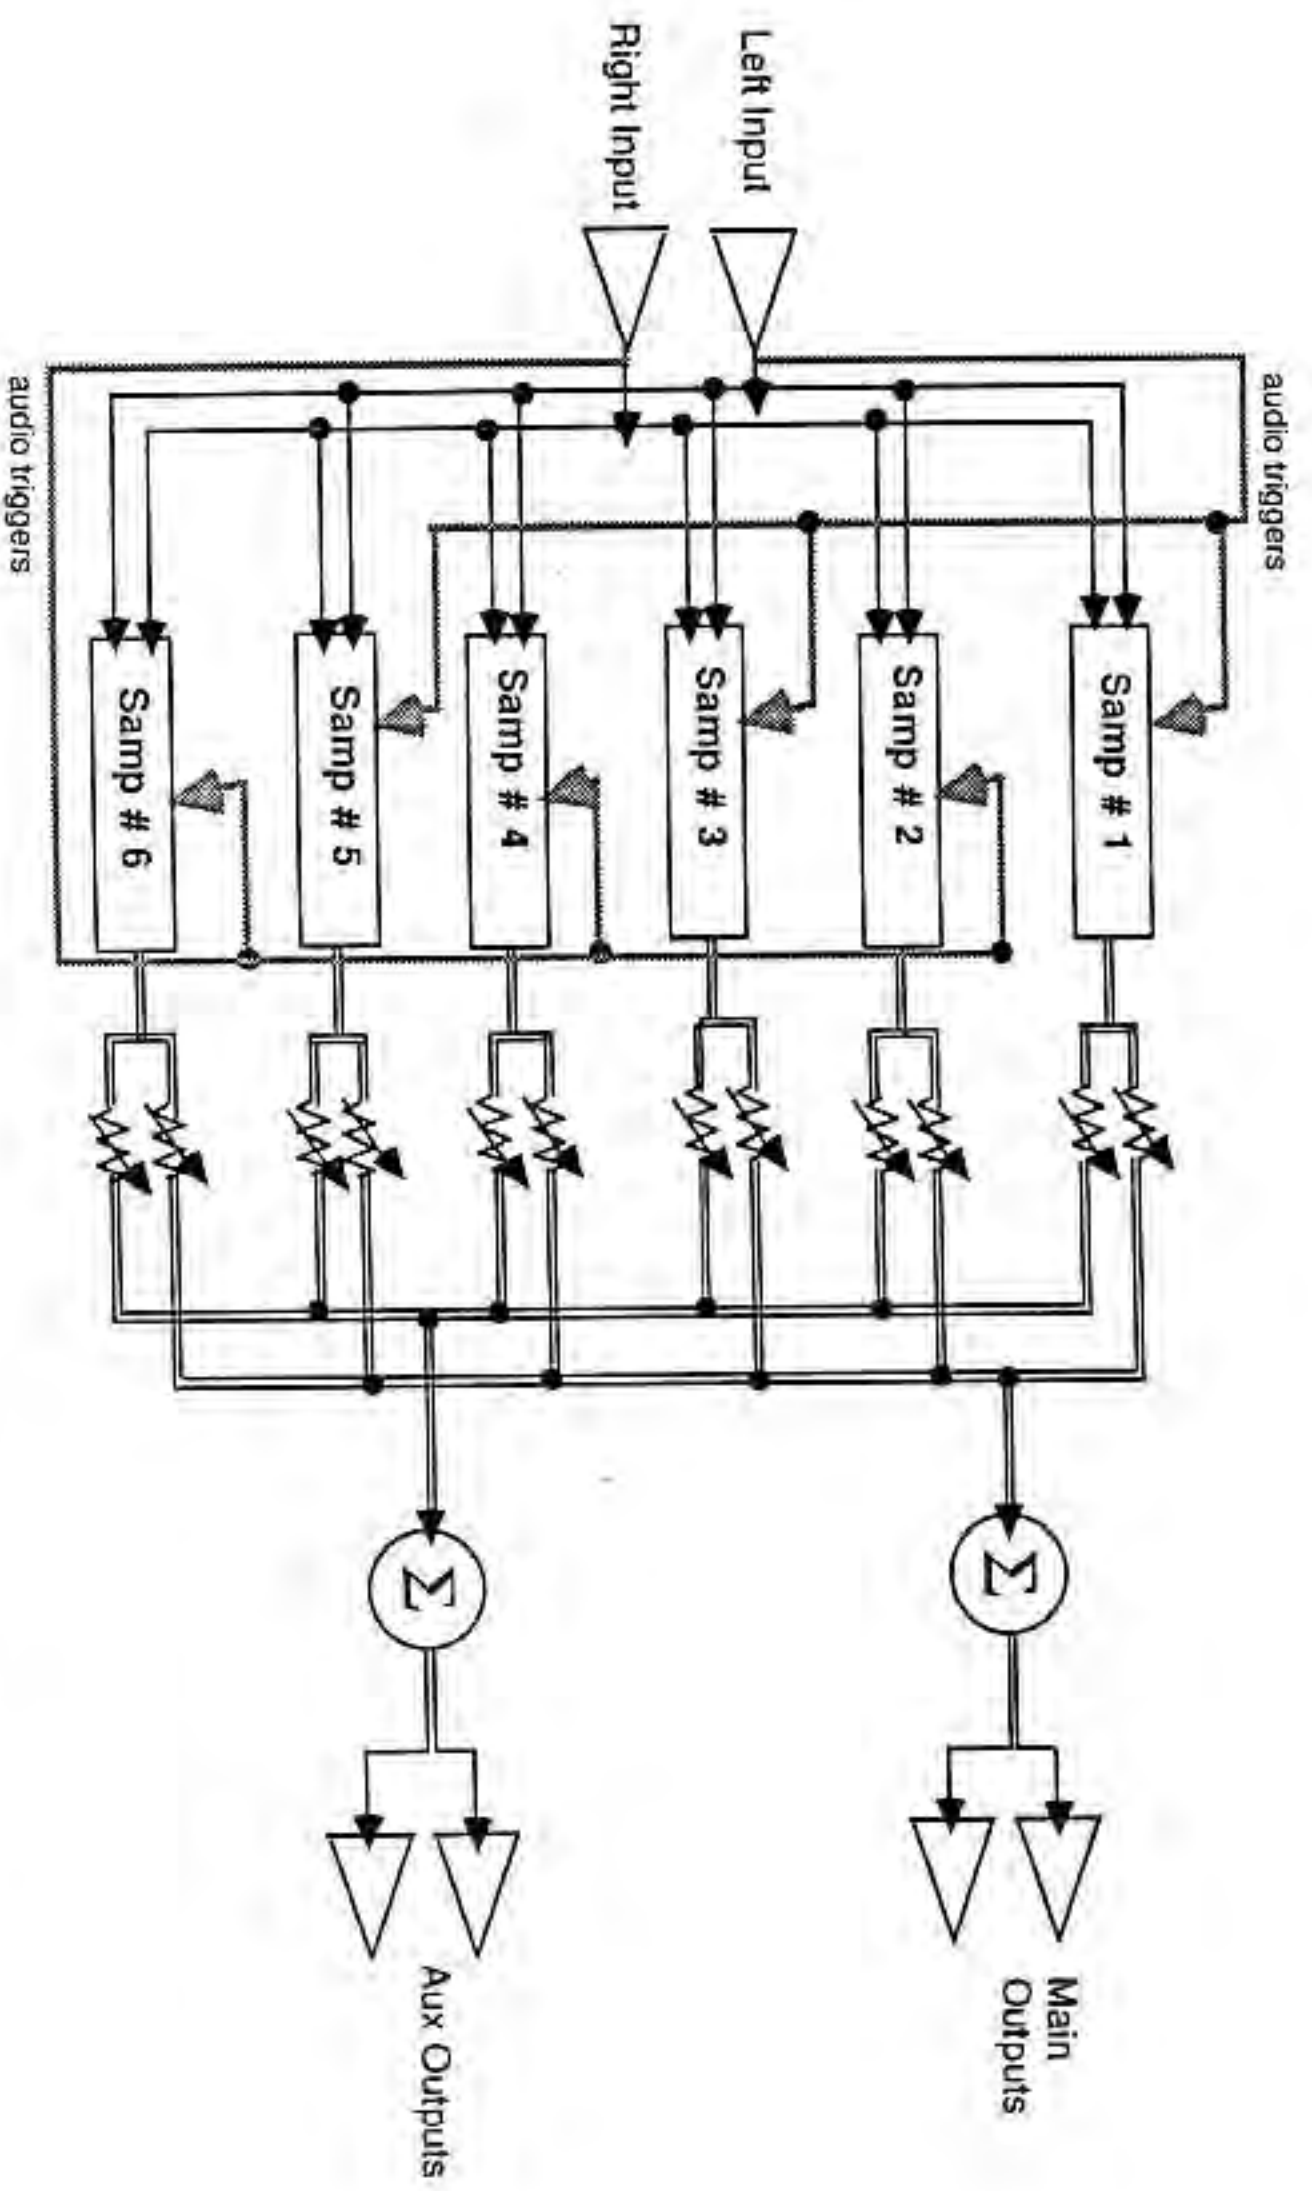 audio triggers
Left Input
Right Input
audio triggers
Samp # 1
Samp # 2
Samp # 3
Samp # 4
Samp # 5
Samp # 6
Σ
Σ
Main
Outputs
Aux Outputs